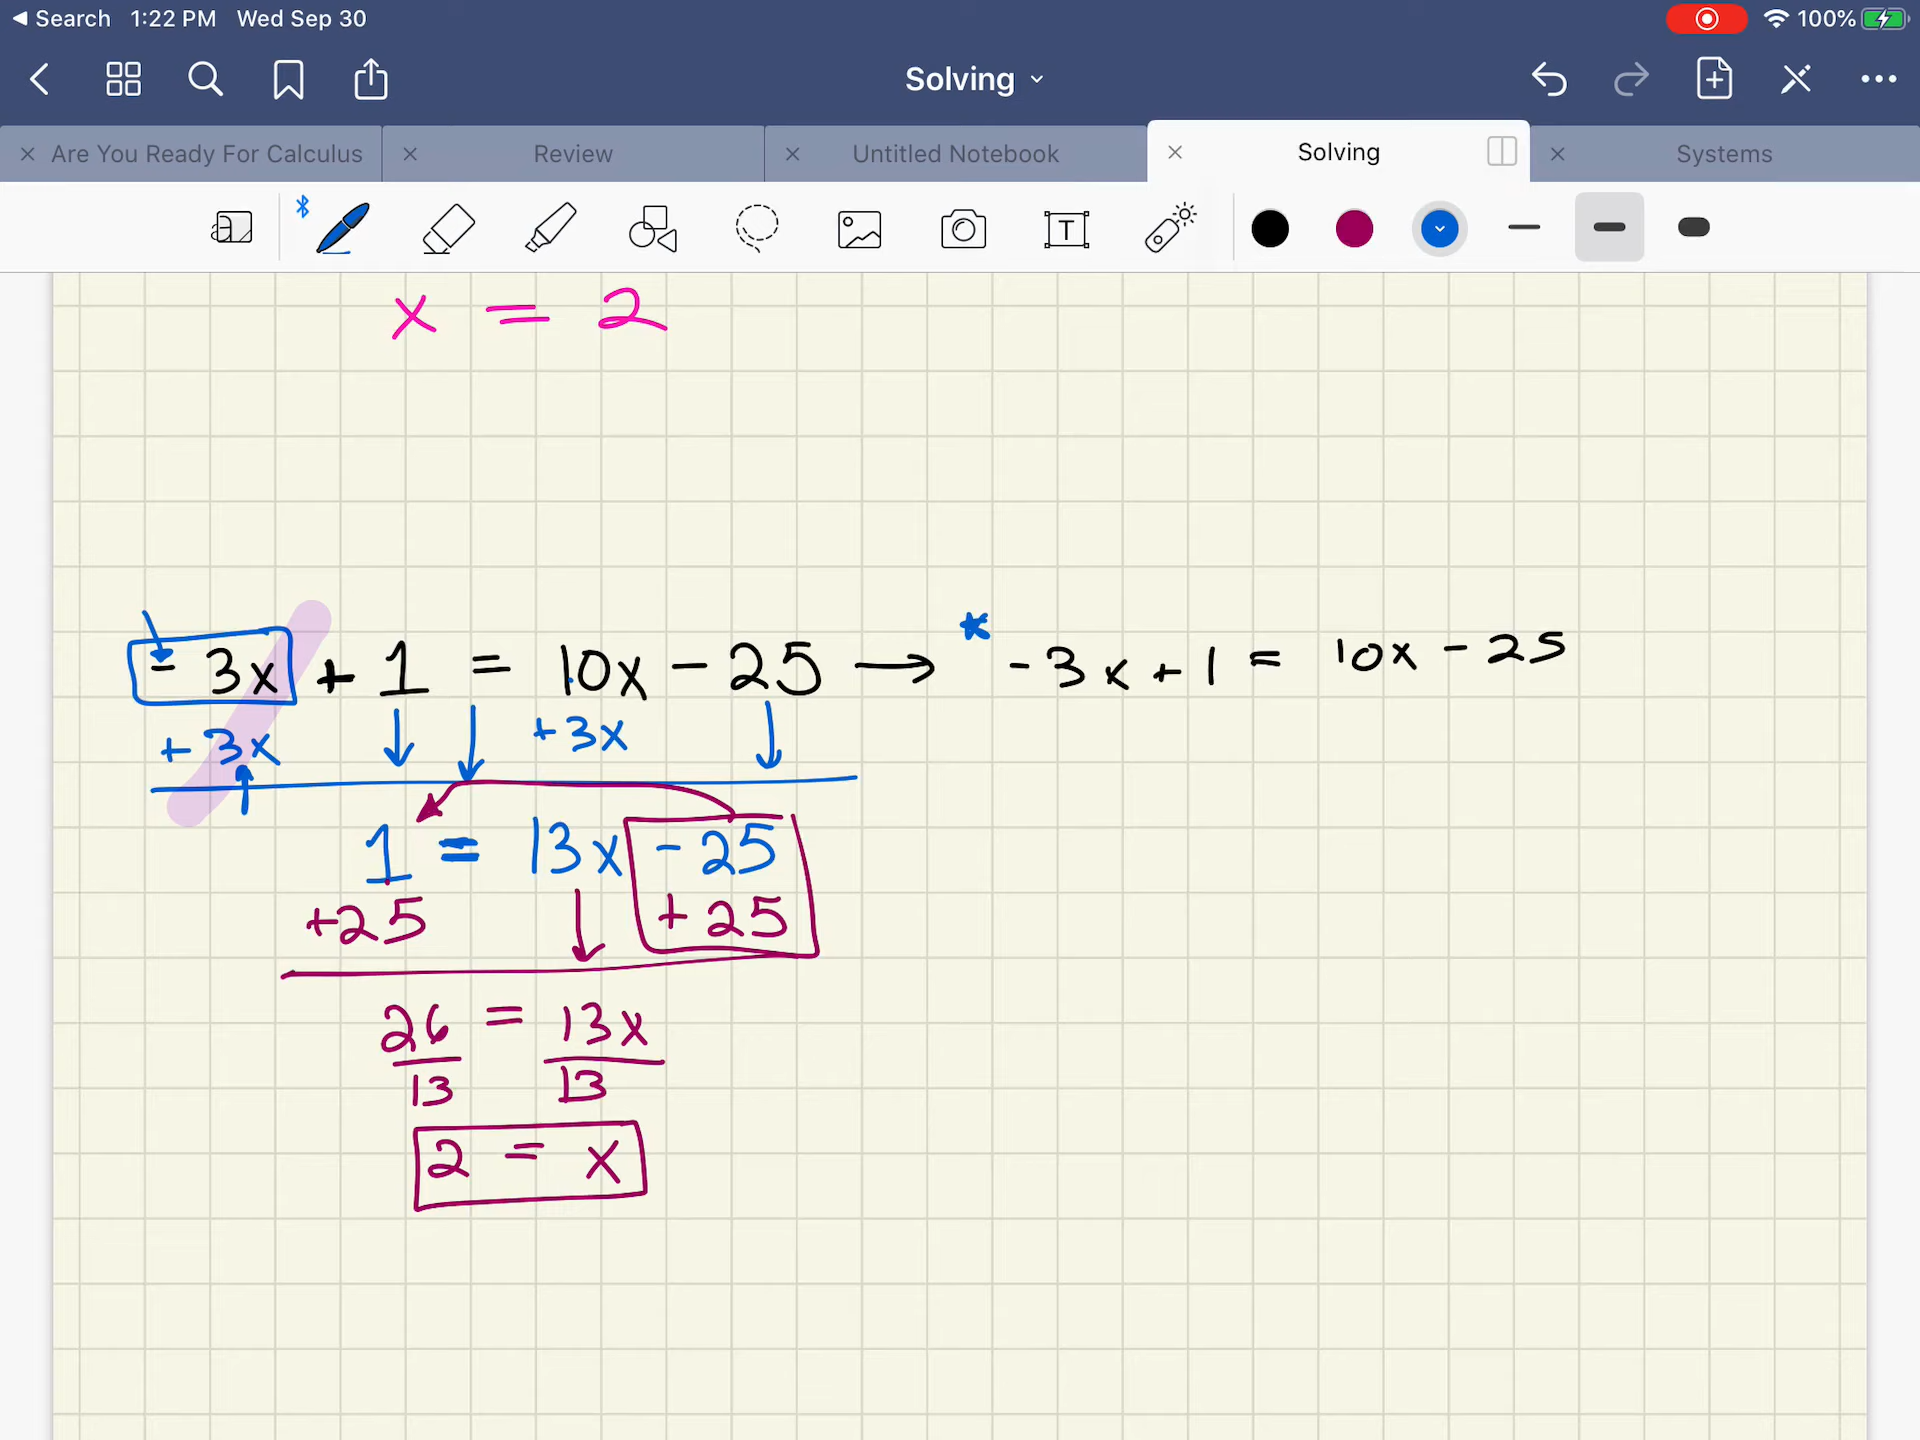 Search 1:22 PM Wed Sep 30 100%
Solving
Are You Ready For Calculus Review Untitled Notebook Solving Systems
T
x = 2
- 3x + 1 = 10x - 25 → * -3x + 1 = 10x - 25
+ 3x +3x
1 = 13x - 25
+25 + 25
26 = 13x
13 13
2 = x